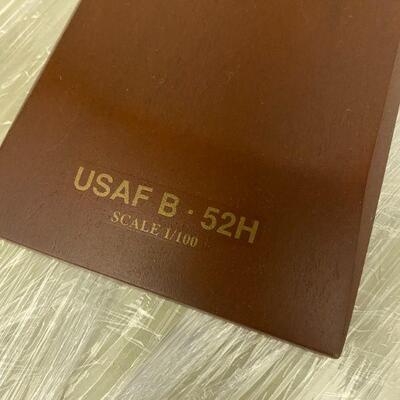 USAF B · 52H
SCALE 1/100